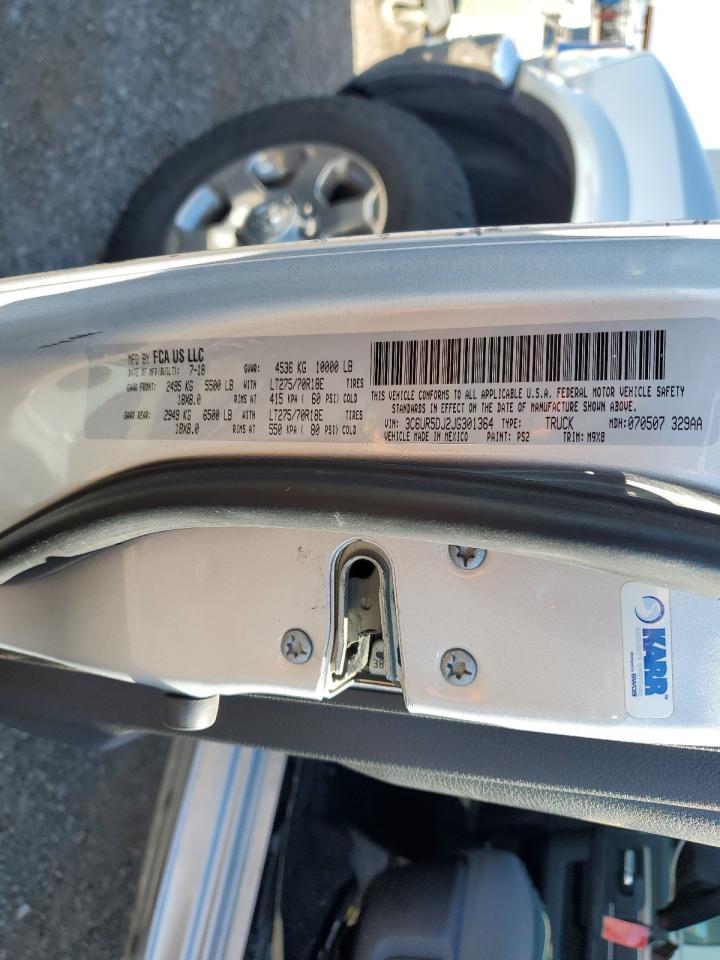 MFD BY FCA US LLC GVWR: 4536 KG 10000 LB
DATE OF MFR(BUILT): 7-18
GAWR FRONT: 2495 KG 5500 LB WITH LT275/70R18E TIRES
18X8.0 RIMS AT 415 KPA ( 60 PSI) COLD
GAWR REAR: 2949 KG 6500 LB WITH LT275/70R18E TIRES
18X8.0 RIMS AT 550 KPA ( 80 PSI) COLD
THIS VEHICLE CONFORMS TO ALL APPLICABLE U.S.A. FEDERAL MOTOR VEHICLE SAFETY
STANDARDS IN EFFECT ON THE DATE OF MANUFACTURE SHOWN ABOVE.
VIN: 3C6UR5DJ2JG301364 TYPE: TRUCK MDH: 070507 329AA
VEHICLE MADE IN MEXICO PAINT: PS2 TRIM: M9X8
KARR
SECURITY SYSTEMS
SWDS